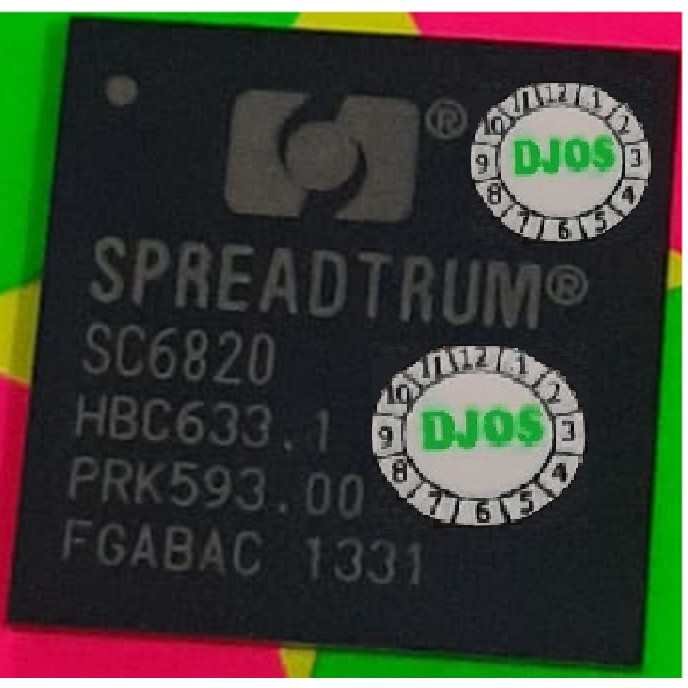 ®
DJOS
SPREADTRUM®
SC6820
HBC633.1
DJOS
PRK593.00
FGABAC 1331